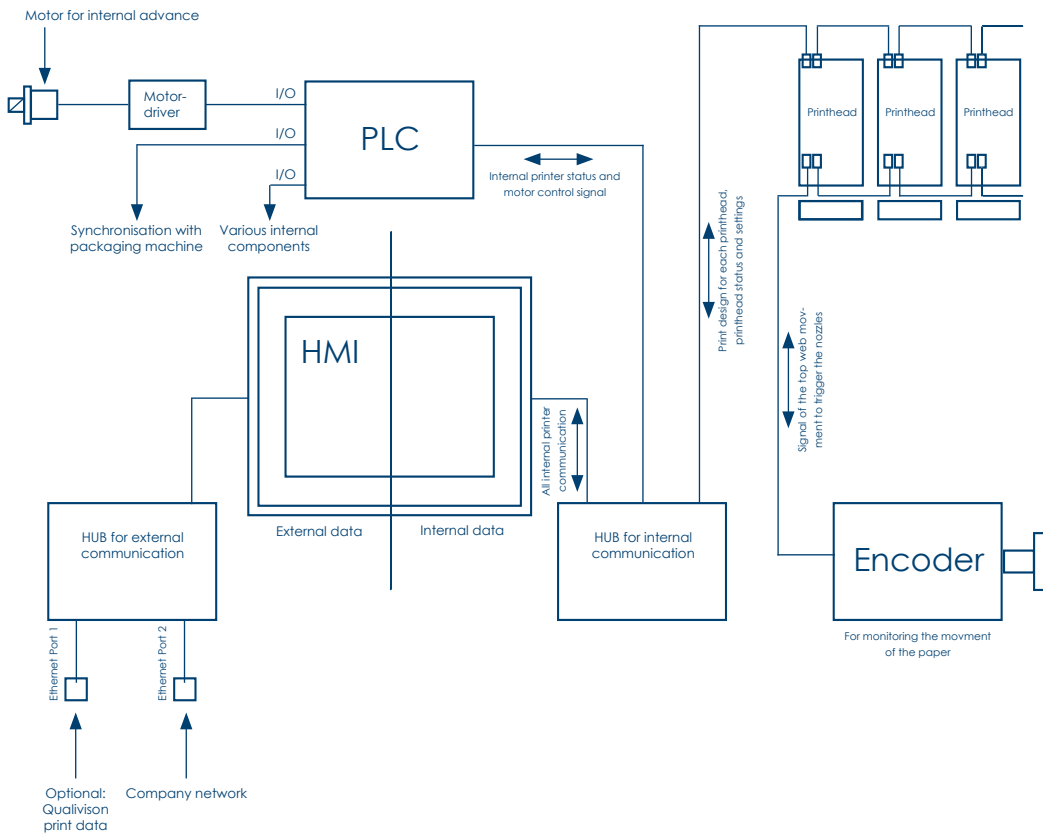 Motor for internal advance
Motor-
driver
I/O
I/O
I/O
PLC
Internal printer status and
motor control signal
Synchronisation with
packaging machine
Various internal
components
Printhead
Printhead
Printhead
Print design for each printhead,
printhead status and settings
Signal of the top web mov-
ment to trigger the nozzles
HMI
All internal printer
communication
External data
Internal data
HUB for external
communication
HUB for internal
communication
Encoder
For monitoring the movment
of the paper
Ethernet Port 1
Ethernet Port 2
Optional:
Qualivison
print data
Company network